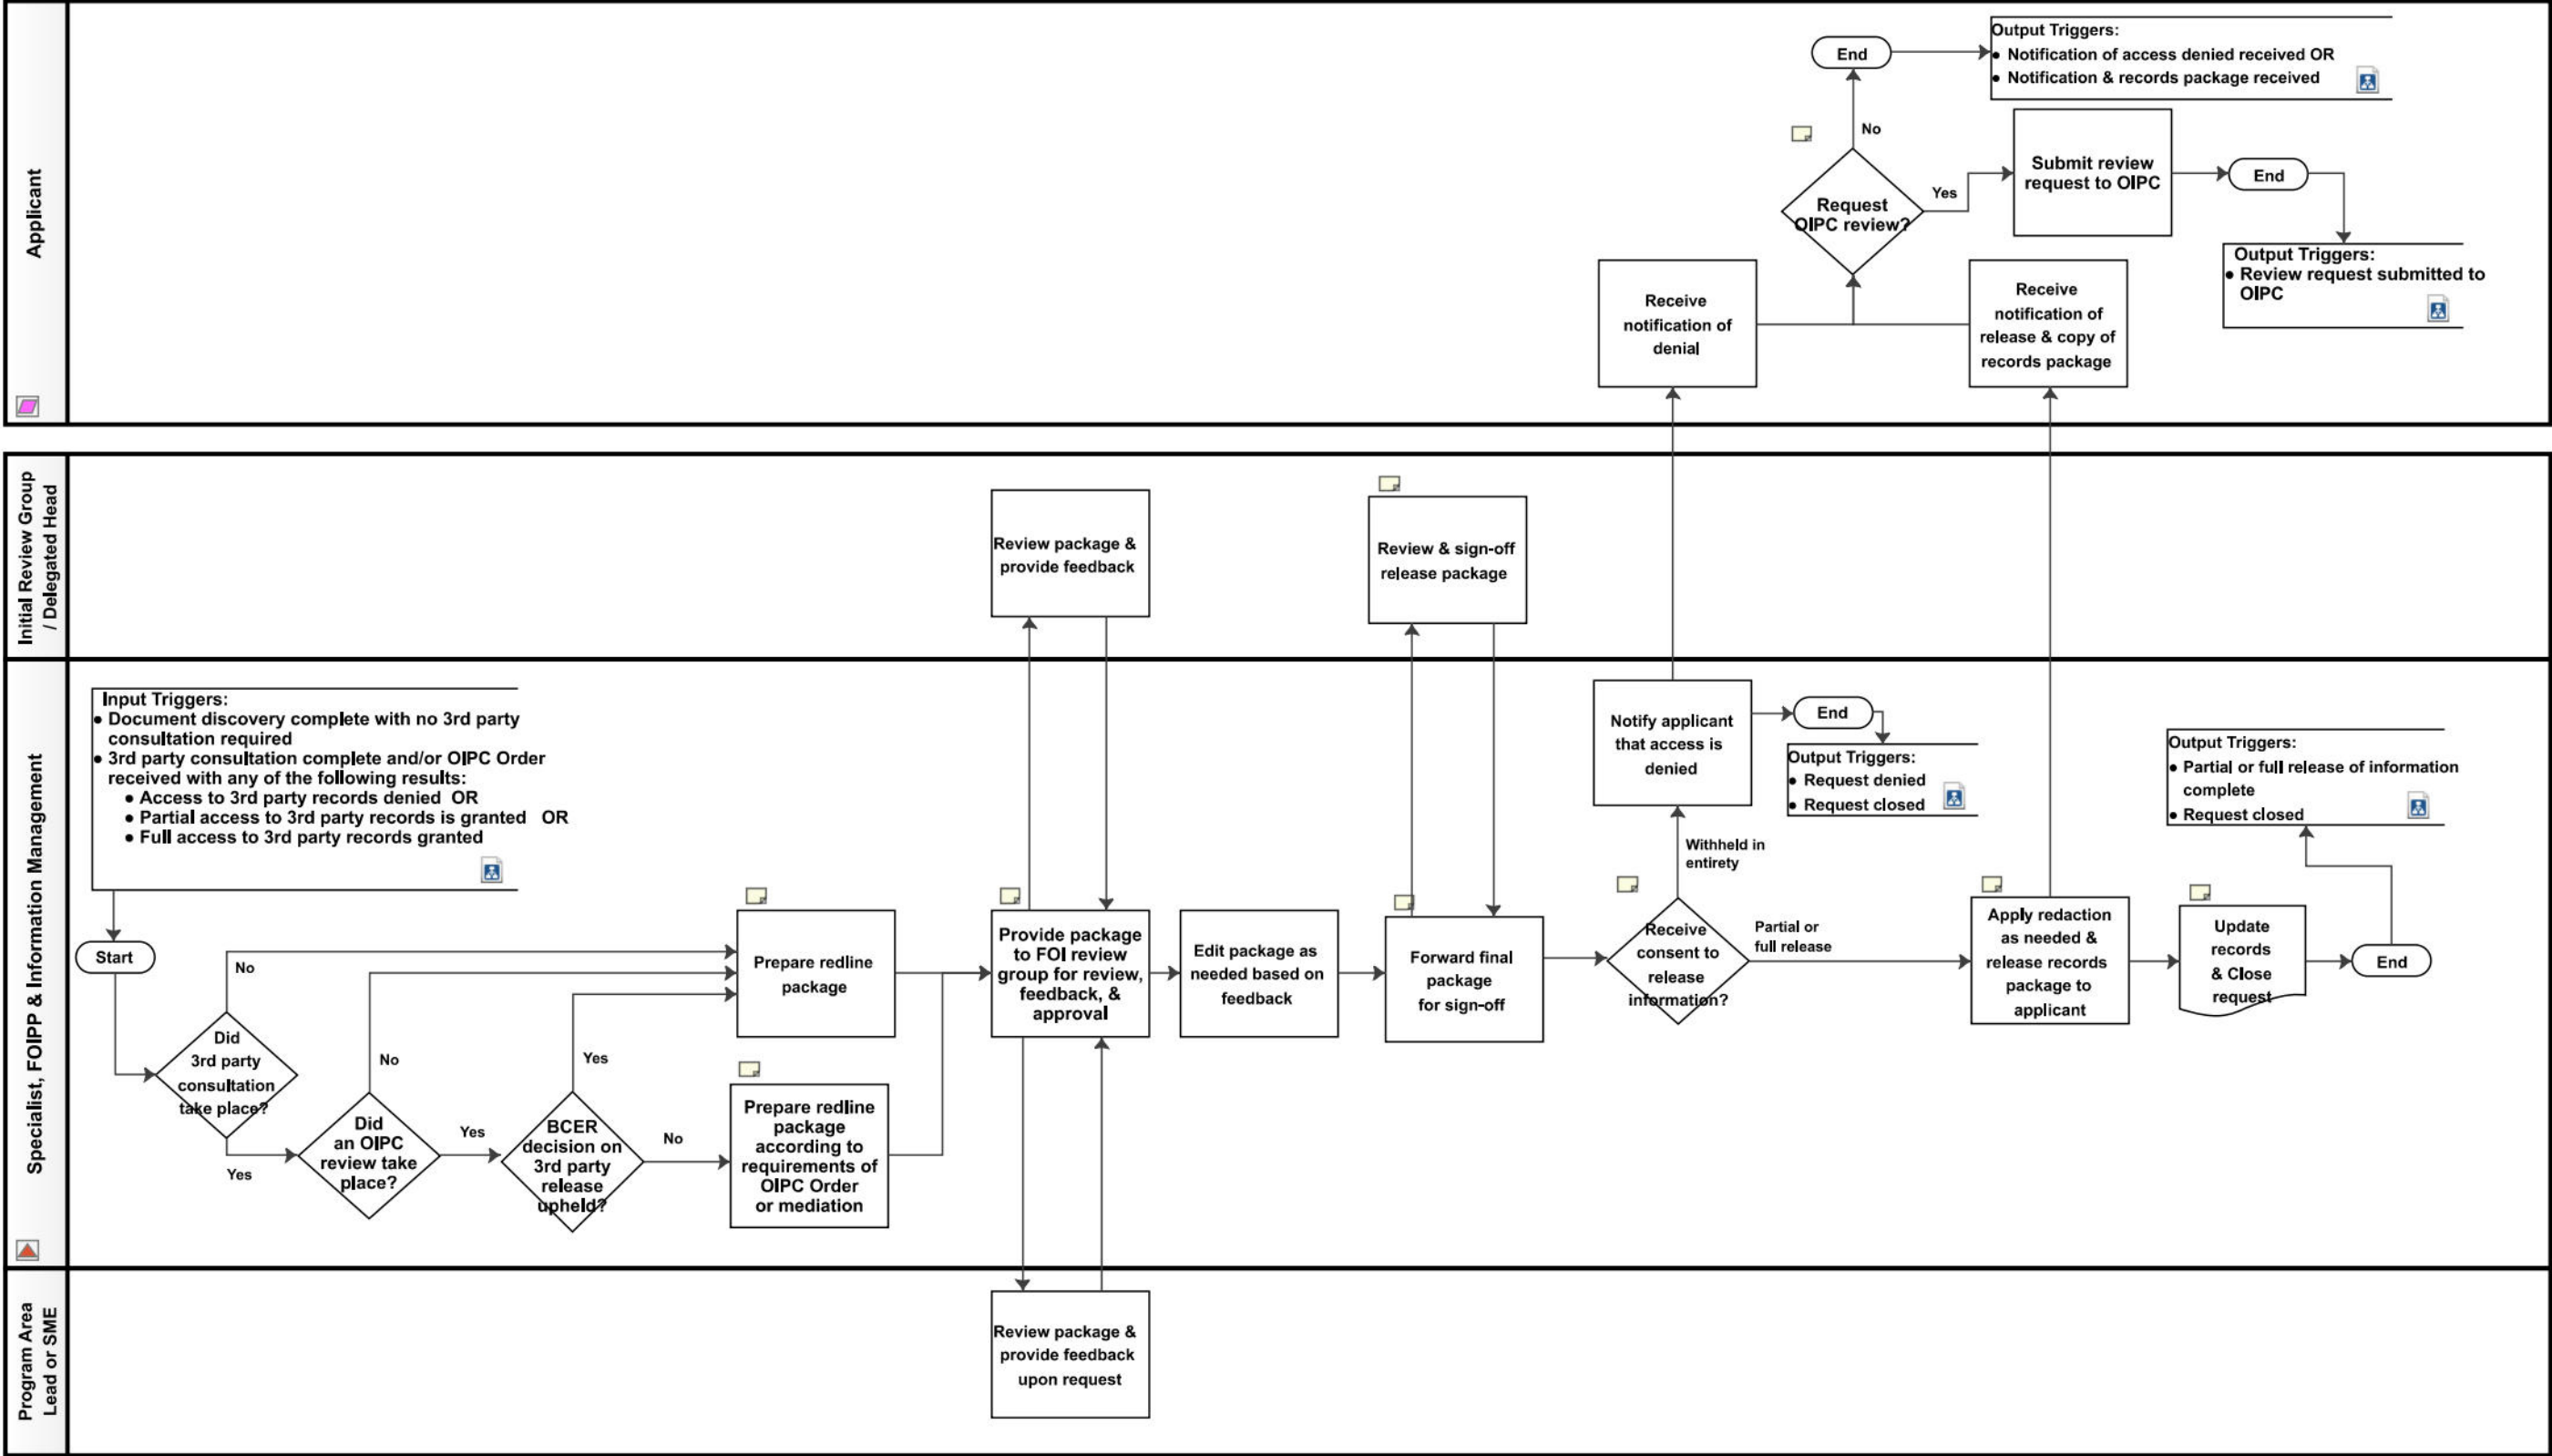 Applicant
End
Output Triggers:
● Notification of access denied received OR
● Notification & records package received
No
Request
OIPC review?
Yes
Submit review
request to OIPC
End
Output Triggers:
● Review request submitted to
OIPC
Receive
notification of
denial
Receive
notification of
release & copy of
records package
Initial Review Group
/ Delegated Head
Review package &
provide feedback
Review & sign-off
release package
Specialist, FOIPP & Information Management
Input Triggers:
● Document discovery complete with no 3rd party
consultation required
● 3rd party consultation complete and/or OIPC Order
received with any of the following results:
● Access to 3rd party records denied OR
● Partial access to 3rd party records is granted OR
● Full access to 3rd party records granted
Start
Did
3rd party
consultation
take place?
No
Yes
Did
an OIPC
review take
place?
No
Yes
BCER
decision on
3rd party
release
upheld?
Yes
No
Prepare redline
package
Prepare redline
package
according to
requirements of
OIPC Order
or mediation
Provide package
to FOI review
group for review,
feedback, &
approval
Edit package as
needed based on
feedback
Forward final
package
for sign-off
Receive
consent to
release
information?
Withheld in
entirety
Partial or
full release
Notify applicant
that access is
denied
End
Output Triggers:
● Request denied
● Request closed
Apply redaction
as needed &
release records
package to
applicant
Update
records
& Close
request
End
Output Triggers:
● Partial or full release of information
complete
● Request closed
Program Area
Lead or SME
Review package &
provide feedback
upon request